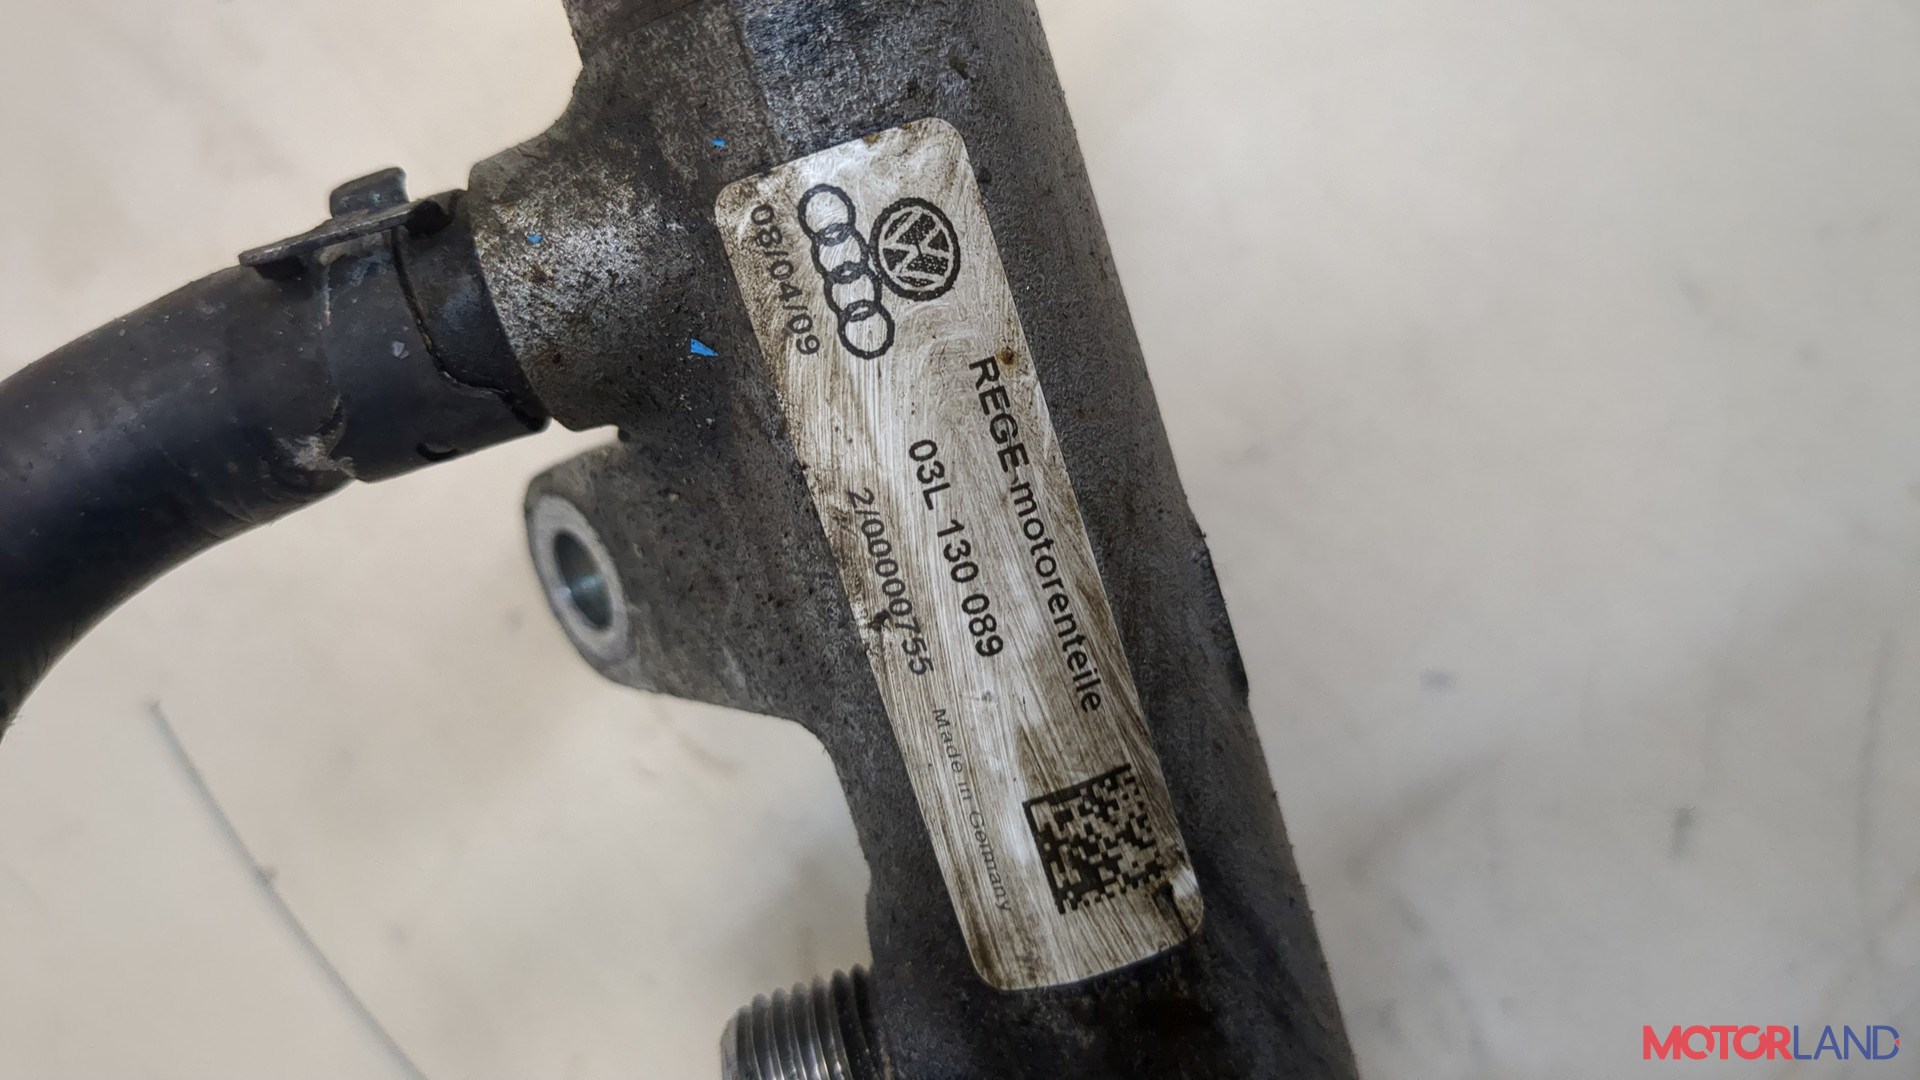 REGE-motorenteile
03L 130 089
08/04/09
2/00000755
Made in Germany
MOTORLAND